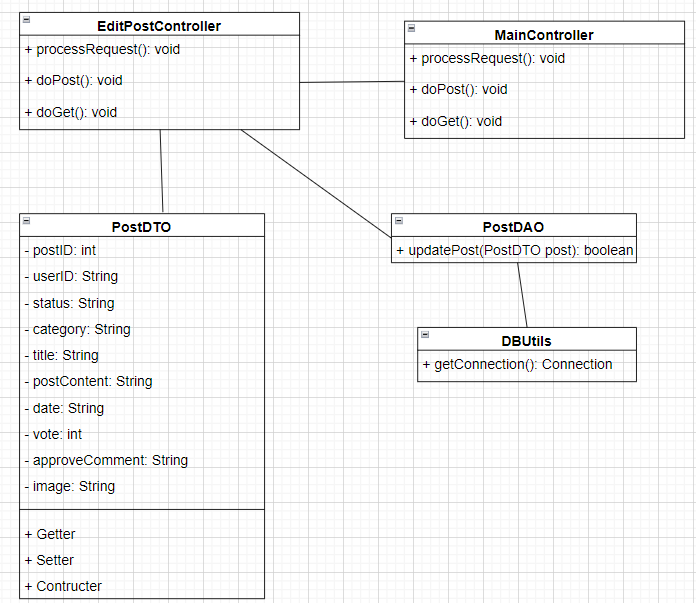 EditPostController
+ processRequest(): void
+ doPost(): void
+ doGet(): void
MainController
+ processRequest(): void
+ doPost(): void
+ doGet(): void
PostDTO
- postID: int
- userID: String
- status: String
- category: String
- title: String
- postContent: String
- date: String
- vote: int
- approveComment: String
- image: String
+ Getter
+ Setter
+ Contructer
PostDAO
+ updatePost(PostDTO post): boolean
DBUtils
+ getConnection(): Connection